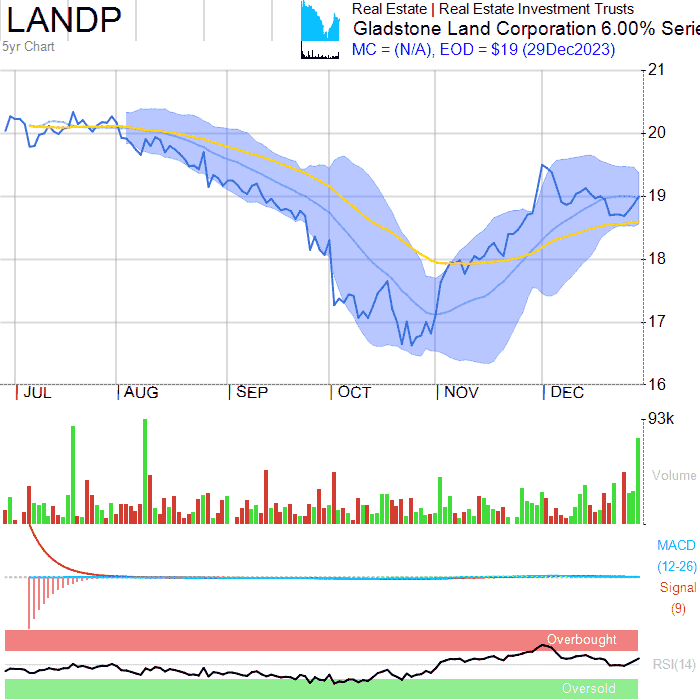 LANDP
5yr Chart
Real Estate | Real Estate Investment Trusts
Gladstone Land Corporation 6.00% Serie
MC = (N/A), EOD = $19 (29Dec2023)
21
20
19
18
17
16
JUL AUG SEP OCT NOV DEC
93k
Volume
MACD
(12-26)
Signal
(9)
Overbought
RSI(14)
Oversold